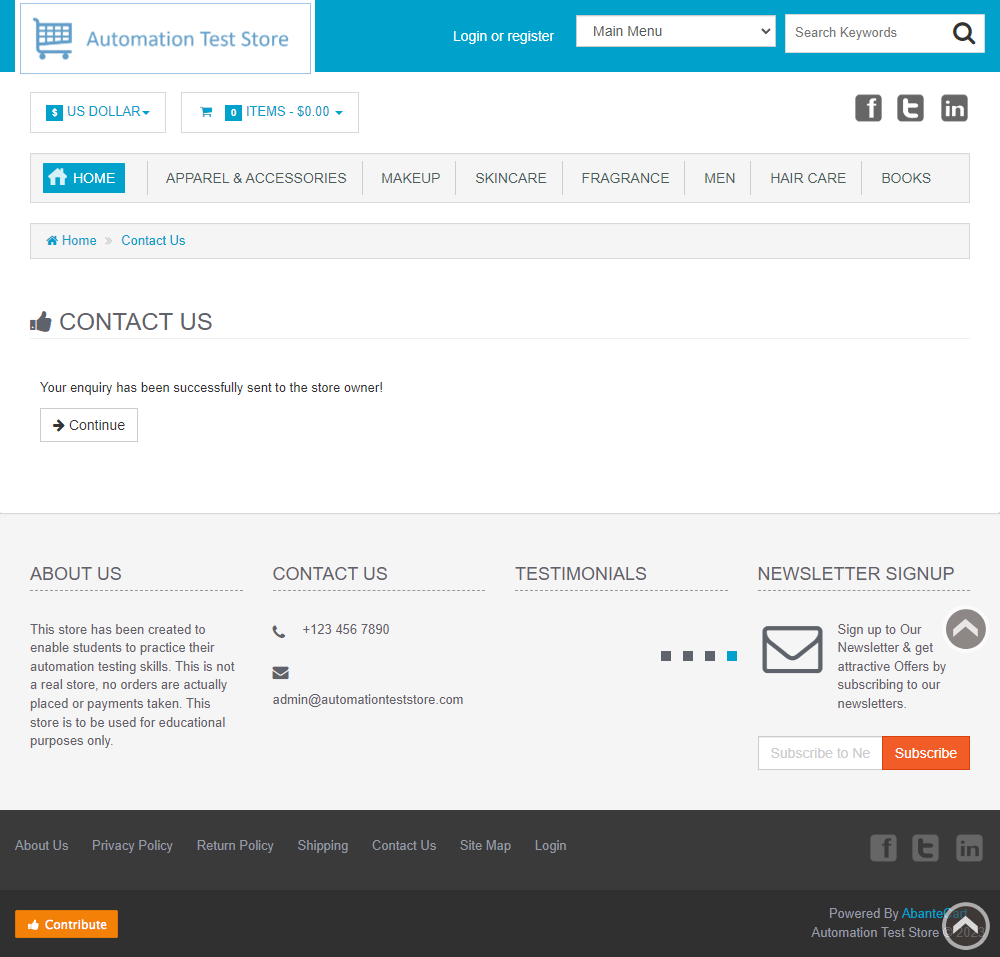 Automation Test Store
Login or register
Main Menu
Search Keywords
$ US DOLLAR
0 ITEMS - $0.00
HOME
APPAREL & ACCESSORIES
MAKEUP
SKINCARE
FRAGRANCE
MEN
HAIR CARE
BOOKS
Home » Contact Us
CONTACT US
Your enquiry has been successfully sent to the store owner!
Continue
ABOUT US
This store has been created to
enable students to practice their
automation testing skills. This is not
a real store, no orders are actually
placed or payments taken. This
store is to be used for educational
purposes only.
CONTACT US
+123 456 7890
admin@automationteststore.com
TESTIMONIALS
NEWSLETTER SIGNUP
Sign up to Our
Newsletter & get
attractive Offers by
subscribing to our
newsletters.
Subscribe to Ne
Subscribe
About Us
Privacy Policy
Return Policy
Shipping
Contact Us
Site Map
Login
Contribute
Powered By AbanteCart
Automation Test Store ©